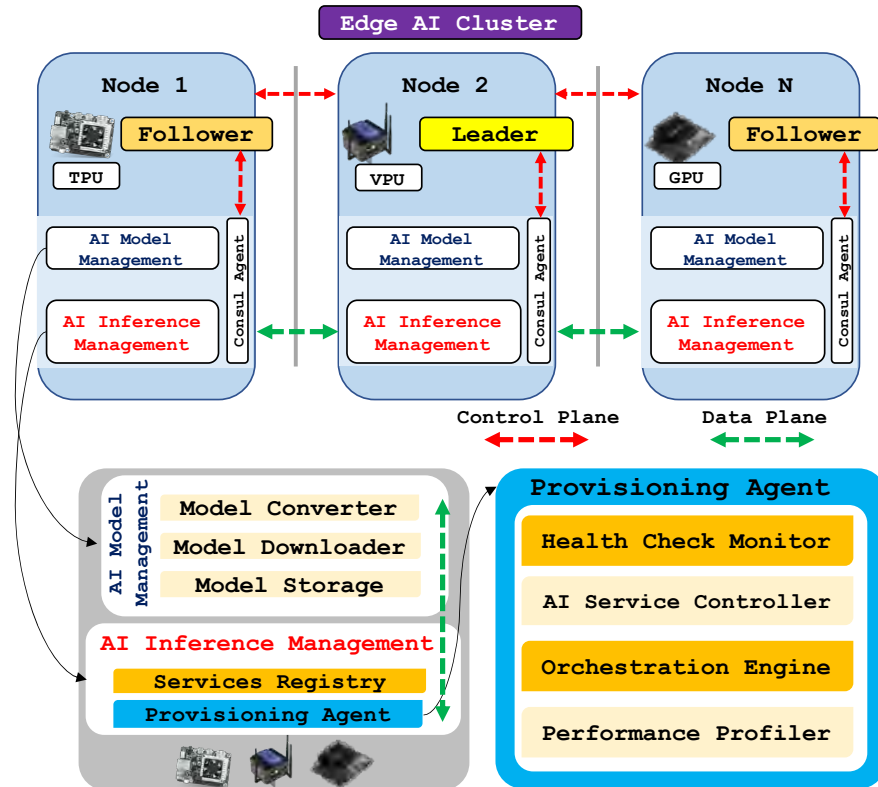 Edge AI Cluster
Node 1
Follower
TPU
AI Model
Management
AI Inference
Management
Consul Agent
Node 2
Leader
VPU
AI Model
Management
AI Inference
Management
Consul Agent
Node N
Follower
GPU
AI Model
Management
AI Inference
Management
Consul Agent
Control Plane
Data Plane
AI Model
Management
Model Converter
Model Downloader
Model Storage
AI Inference Management
Services Registry
Provisioning Agent
Provisioning Agent
Health Check Monitor
AI Service Controller
Orchestration Engine
Performance Profiler